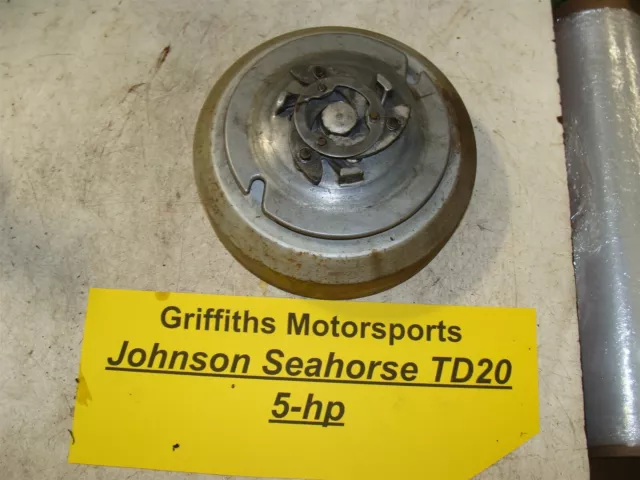 Griffiths Motorsports
Johnson Seahorse TD20
5-hp